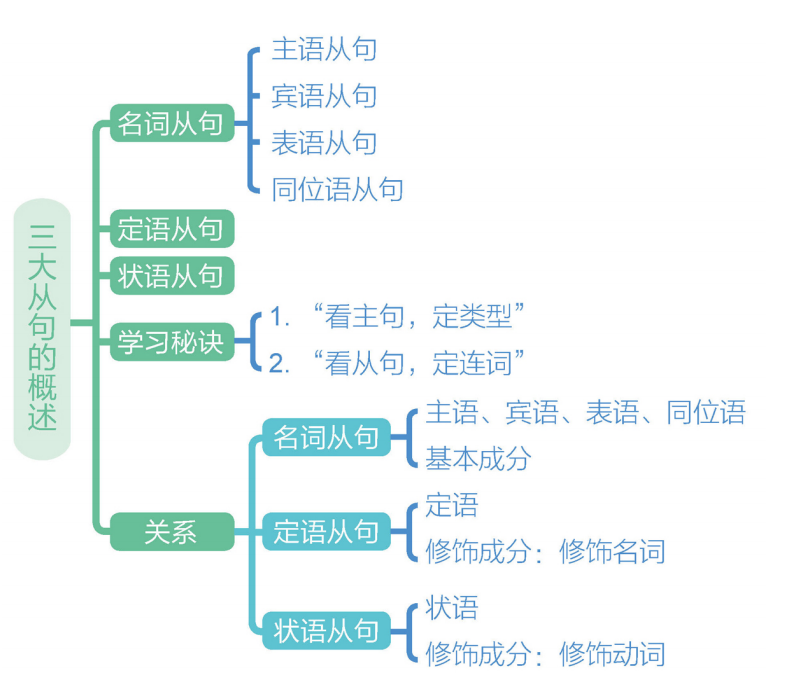 三大从句的概述
名词从句
主语从句
宾语从句
表语从句
同位语从句
定语从句
状语从句
学习秘诀
1. “看主句，定类型”
2. “看从句，定连词”
关系
名词从句
主语、宾语、表语、同位语
基本成分
定语从句
定语
修饰成分：修饰名词
状语从句
状语
修饰成分：修饰动词